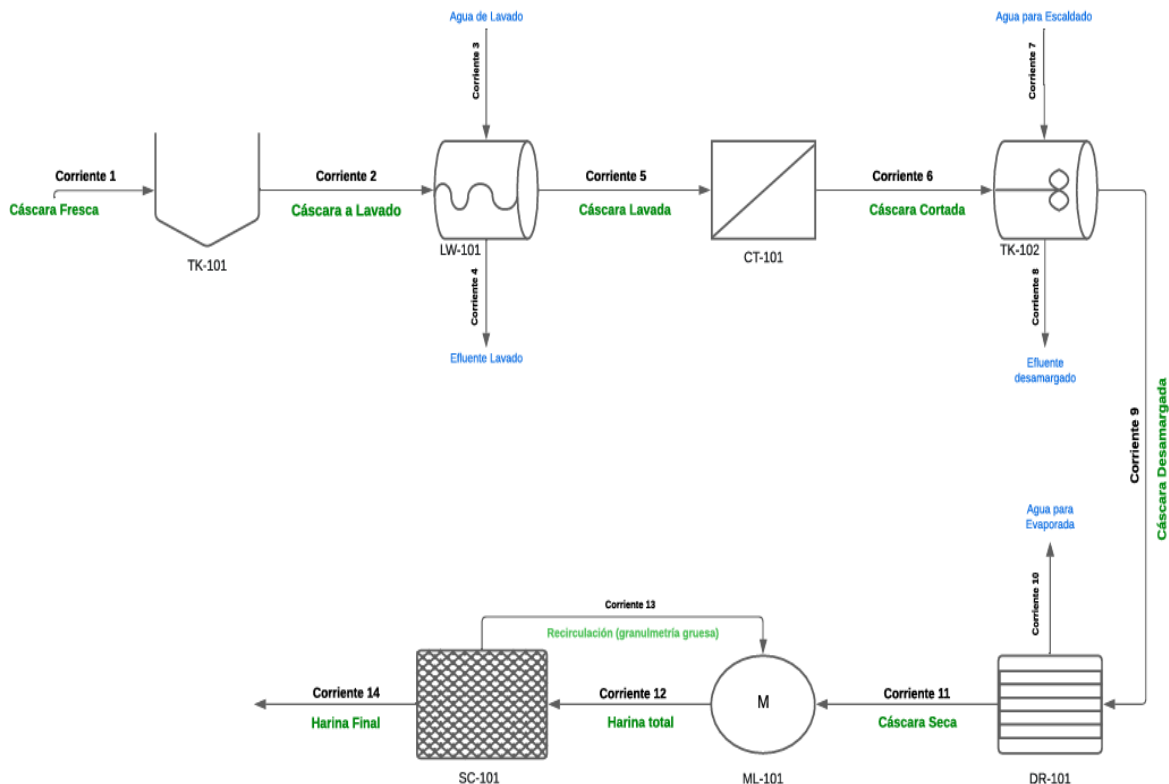 Agua de Lavado
Agua para Escaldado
Corriente 3
Corriente 7
Corriente 1
Cáscara Fresca
TK-101
Corriente 2
Cáscara a Lavado
LW-101
Corriente 4
Efluente Lavado
Corriente 5
Cáscara Lavada
CT-101
Corriente 6
Cáscara Cortada
TK-102
Corriente 8
Efluente
desamargado
Corriente 9
Cáscara Desamargada
Agua para
Evaporada
Corriente 10
Corriente 13
Recirculación (granulmetría gruesa)
Corriente 14
Harina Final
SC-101
Corriente 12
Harina total
M
ML-101
Corriente 11
Cáscara Seca
DR-101